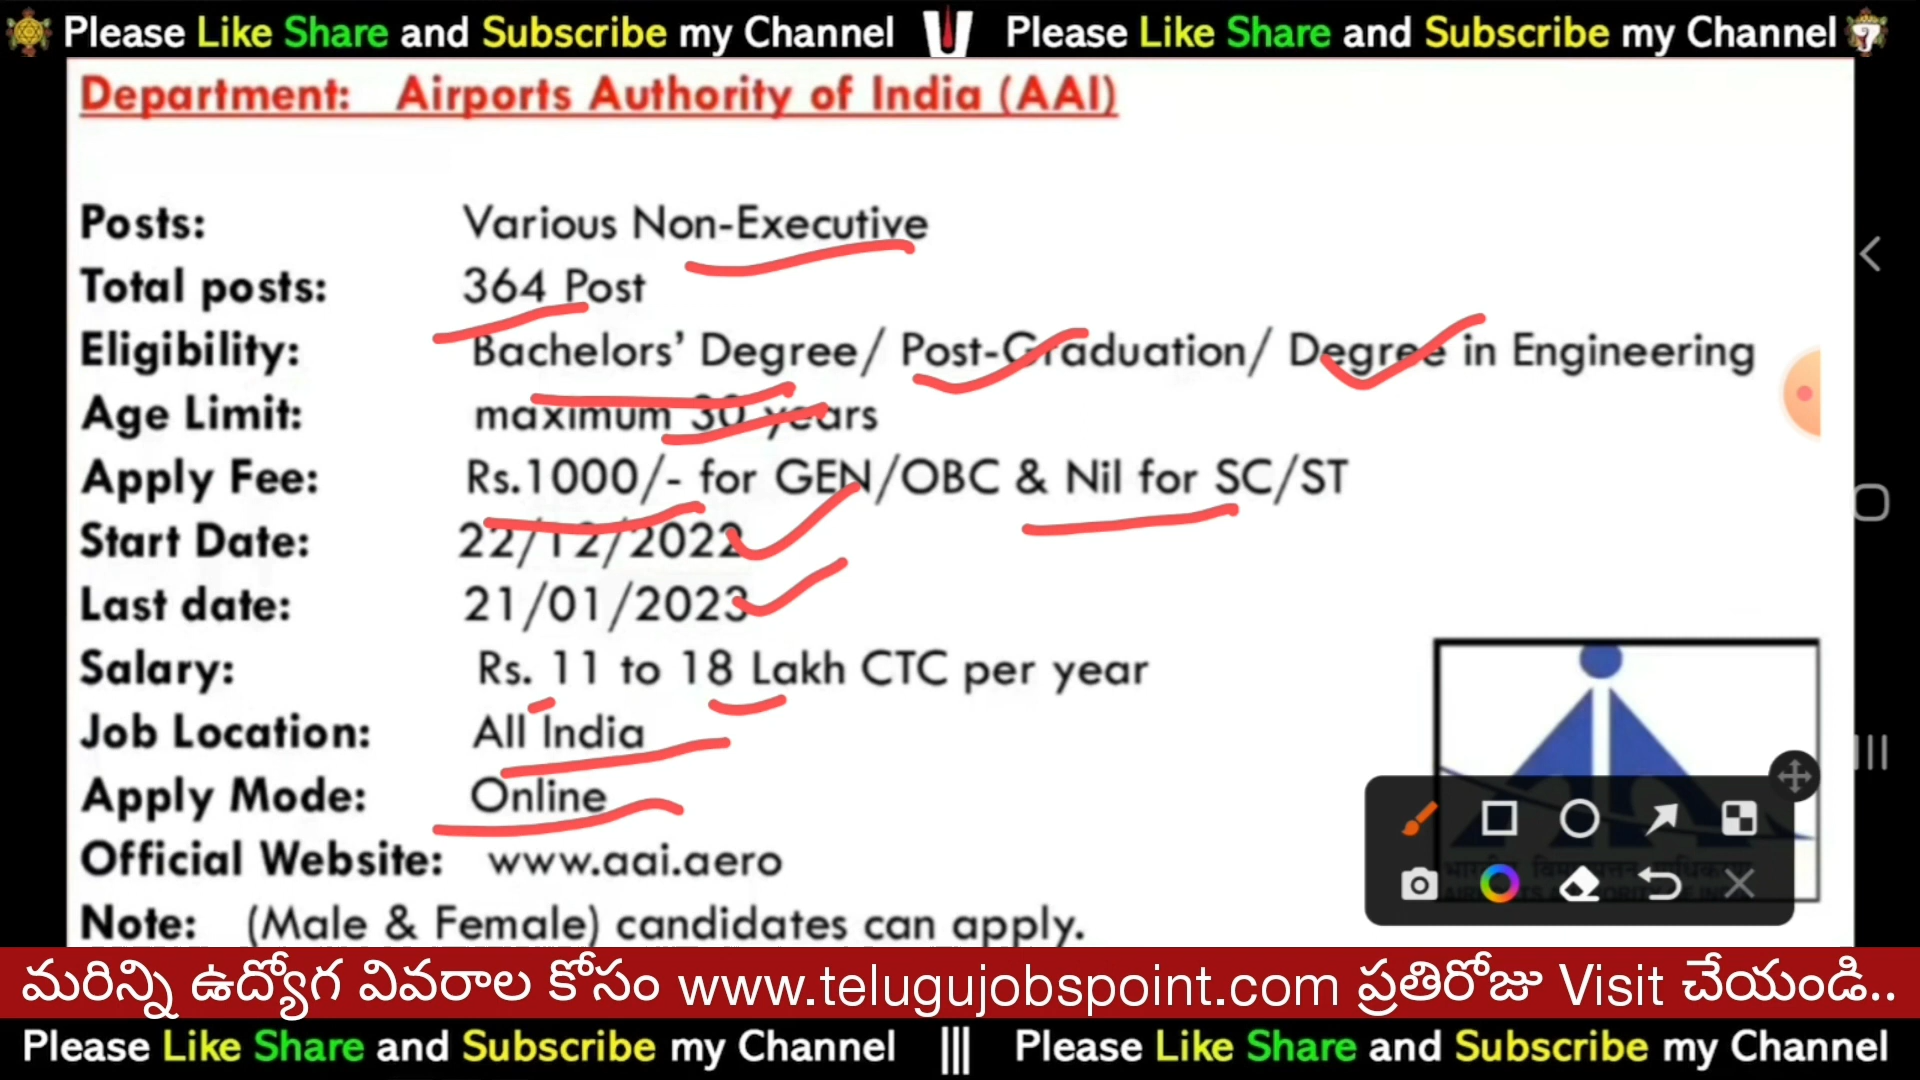 Please Like Share and Subscribe my Channel Please Like Share and Subscribe my Channel
Department: Airports Authority of India (AAI)
Posts: Various Non-Executive
Total posts: 364 Post
Eligibility: Bachelors’ Degree/ Post-Graduation/ Degree in Engineering
Age Limit: maximum 30 years
Apply Fee: Rs.1000/- for GEN/OBC & Nil for SC/ST
Start Date: 22/12/2022
Last date: 21/01/2023
Salary: Rs. 11 to 18 Lakh CTC per year
Job Location: All India
Apply Mode: Online
Official Website: www.aai.aero
Note: (Male & Female) candidates can apply.
మరిన్ని ఉద్యోగ వివరాల కోసం www.telugujobspoint.com ప్రతిరోజు Visit చేయండి..
Please Like Share and Subscribe my Channel ||| Please Like Share and Subscribe my Channel